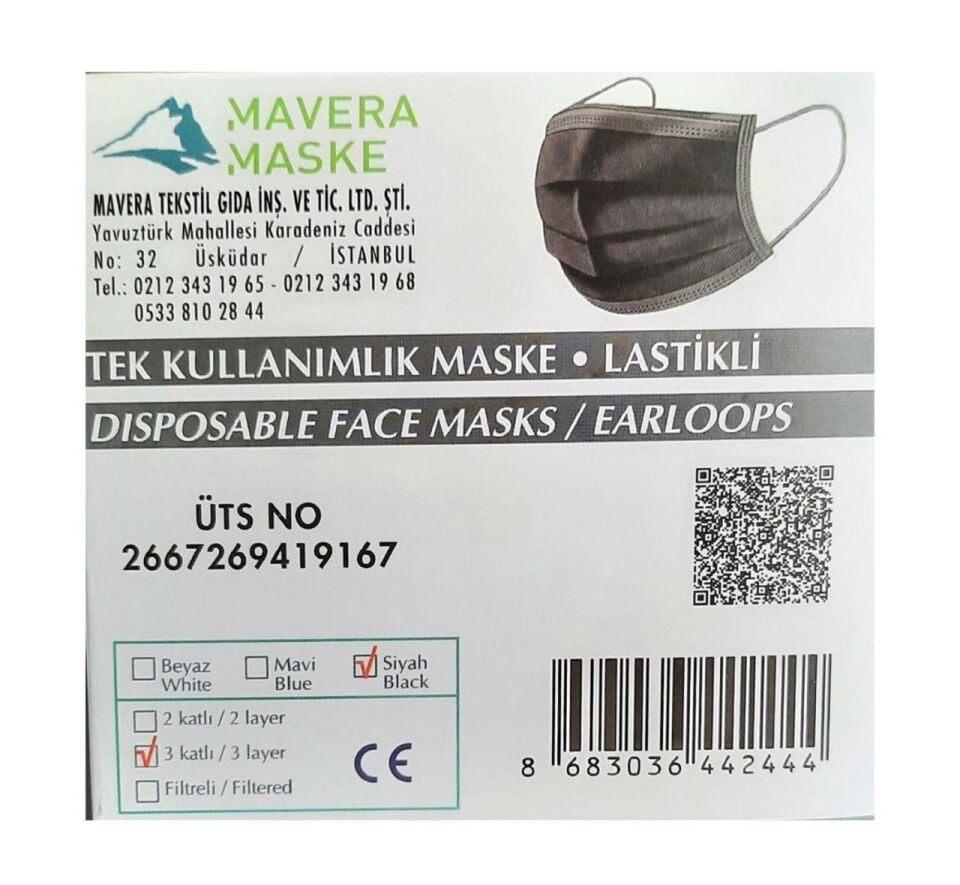 MAVERA
MASKE
MAVERA TEKSTİL GIDA İNŞ. VE TİC. LTD. ŞTİ.
Yavuztürk Mahallesi Karadeniz Caddesi
No: 32 Üsküdar / İSTANBUL
Tel.: 0212 343 19 65 - 0212 343 19 68
0533 810 28 44
TEK KULLANIMLIK MASKE • LASTİKLİ
DISPOSABLE FACE MASKS / EARLOOPS
ÜTS NO
2667269419167
Beyaz
White
Mavi
Blue
Siyah
Black
2 katlı / 2 layer
3 katlı / 3 layer
Filtreli / Filtered
CE
8 683036 442444